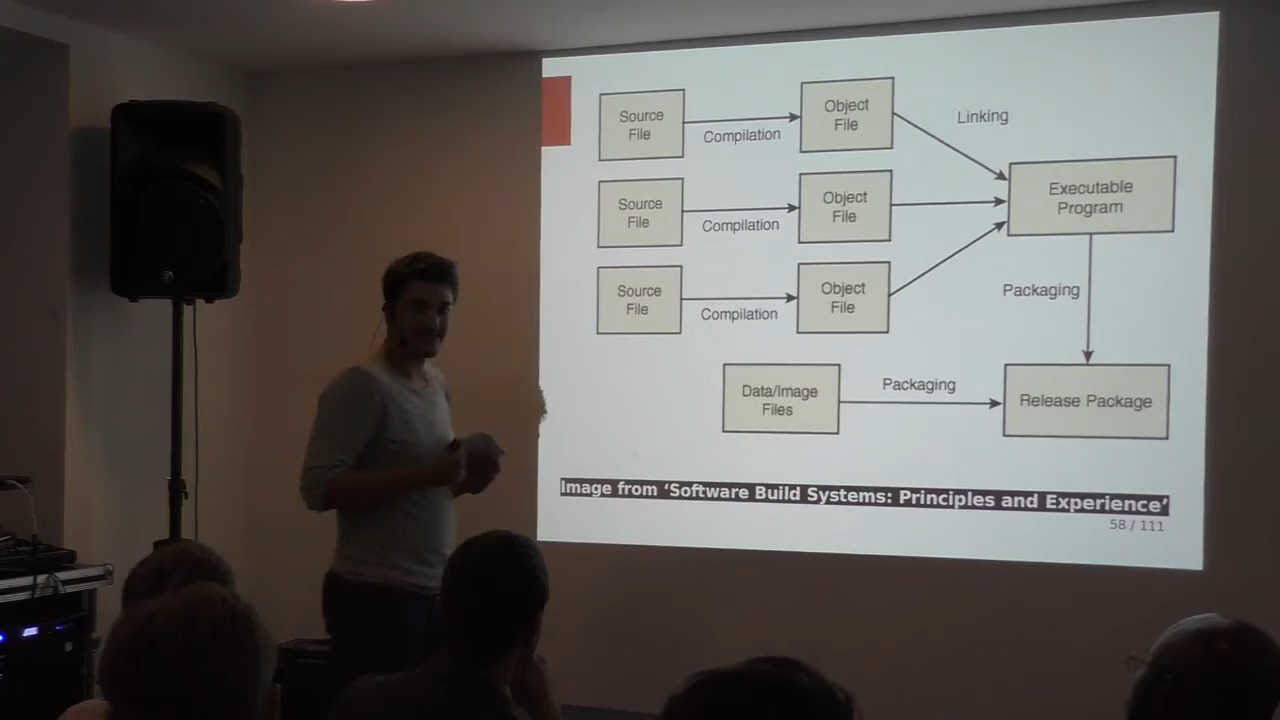 Source
File
Compilation
Object
File
Linking
Source
File
Compilation
Object
File
Executable
Program
Source
File
Compilation
Object
File
Packaging
Data/Image
Files
Packaging
Release Package
Image from ‘Software Build Systems: Principles and Experience’
58 / 111